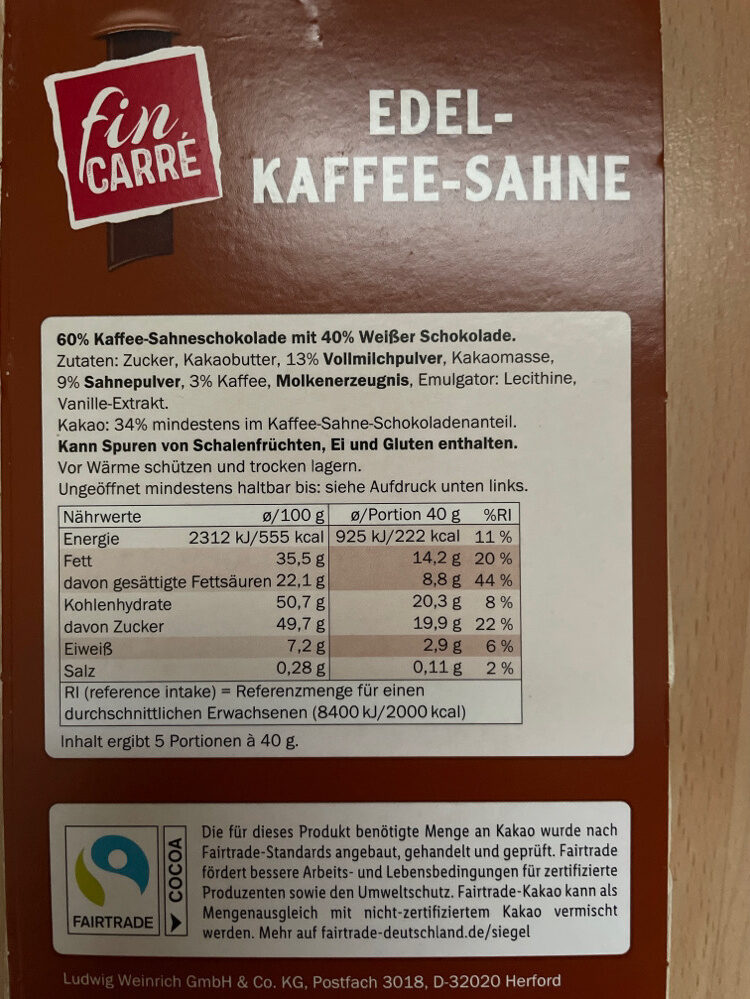 fin
CARRÉ
EDEL-
KAFFEE-SAHNE
60% Kaffee-Sahneschokolade mit 40% Weißer Schokolade.
Zutaten: Zucker, Kakaobutter, 13% Vollmilchpulver, Kakaomasse,
9% Sahnepulver, 3% Kaffee, Molkenerzeugnis, Emulgator: Lecithine,
Vanille-Extrakt.
Kakao: 34% mindestens im Kaffee-Sahne-Schokoladenanteil.
Kann Spuren von Schalenfrüchten, Ei und Gluten enthalten.
Vor Wärme schützen und trocken lagern.
Ungeöffnet mindestens haltbar bis: siehe Aufdruck unten links.
Nährwerte ø/100 g ø/Portion 40 g %RI
Energie 2312 kJ/555 kcal 925 kJ/222 kcal 11 %
Fett 35,5 g 14,2 g 20 %
davon gesättigte Fettsäuren 22,1 g 8,8 g 44 %
Kohlenhydrate 50,7 g 20,3 g 8 %
davon Zucker 49,7 g 19,9 g 22 %
Eiweiß 7,2 g 2,9 g 6 %
Salz 0,28 g 0,11 g 2 %
RI (reference intake) = Referenzmenge für einen
durchschnittlichen Erwachsenen (8400 kJ/2000 kcal)
Inhalt ergibt 5 Portionen à 40 g.
FAIRTRADE
COCOA
Die für dieses Produkt benötigte Menge an Kakao wurde nach
Fairtrade-Standards angebaut, gehandelt und geprüft. Fairtrade
fördert bessere Arbeits- und Lebensbedingungen für zertifizierte
Produzenten sowie den Umweltschutz. Fairtrade-Kakao kann als
Mengenausgleich mit nicht-zertifiziertem Kakao vermischt
werden. Mehr auf fairtrade-deutschland.de/siegel
Ludwig Weinrich GmbH & Co. KG, Postfach 3018, D-32020 Herford